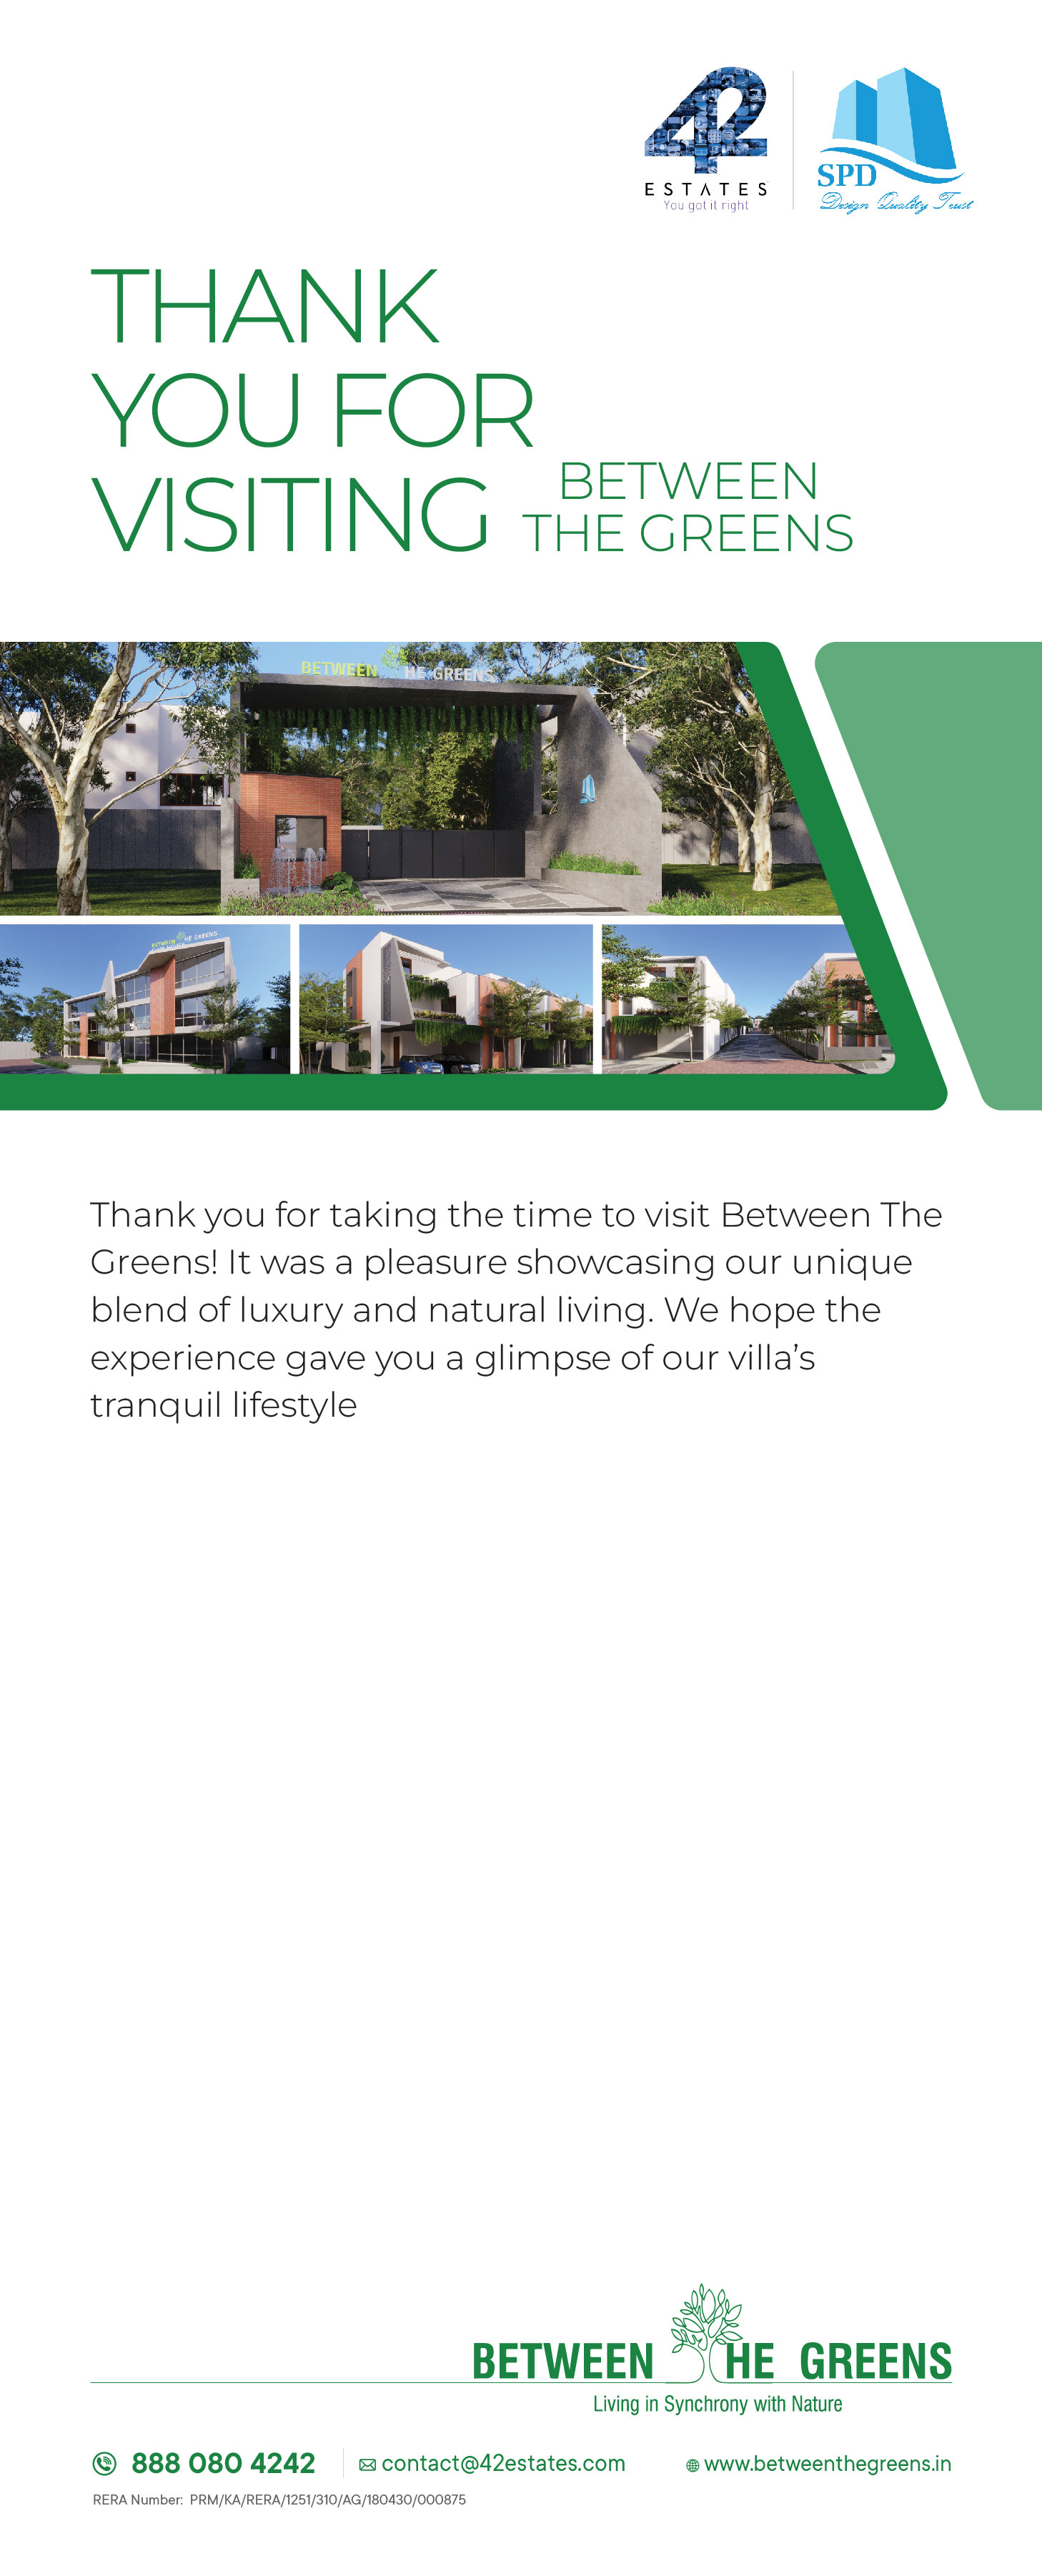 42
ESTATES
You got it right
SPD
Design Quality Trust
THANK
YOU FOR
VISITING
BETWEEN
THE GREENS
BETWEEN HE GREENS
BETWEEN HE GREENS
Thank you for taking the time to visit Between The
Greens! It was a pleasure showcasing our unique
blend of luxury and natural living. We hope the
experience gave you a glimpse of our villa’s
tranquil lifestyle
BETWEEN THE GREENS
Living in Synchrony with Nature
888 080 4242
contact@42estates.com
www.betweenthegreens.in
RERA Number: PRM/KA/RERA/1251/310/AG/180430/000875